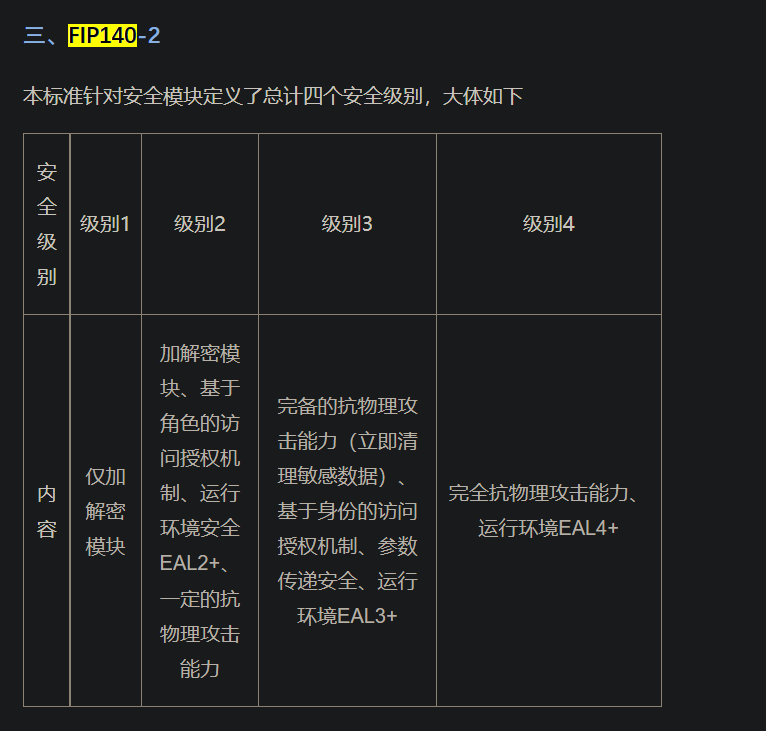 三、FIP140-2
本标准针对安全模块定义了总计四个安全级别，大体如下
安
全
级
别
级别1
级别2
级别3
级别4
内
容
仅加
解密
模块
加解密模
块、基于
角色的访
问授权机
制、运行
环境安全
EAL2+、
一定的抗
物理攻击
能力
完备的抗物理攻
击能力（立即清
理敏感数据）、
基于身份的访问
授权机制、参数
传递安全、运行
环境EAL3+
完全抗物理攻击能力、
运行环境EAL4+